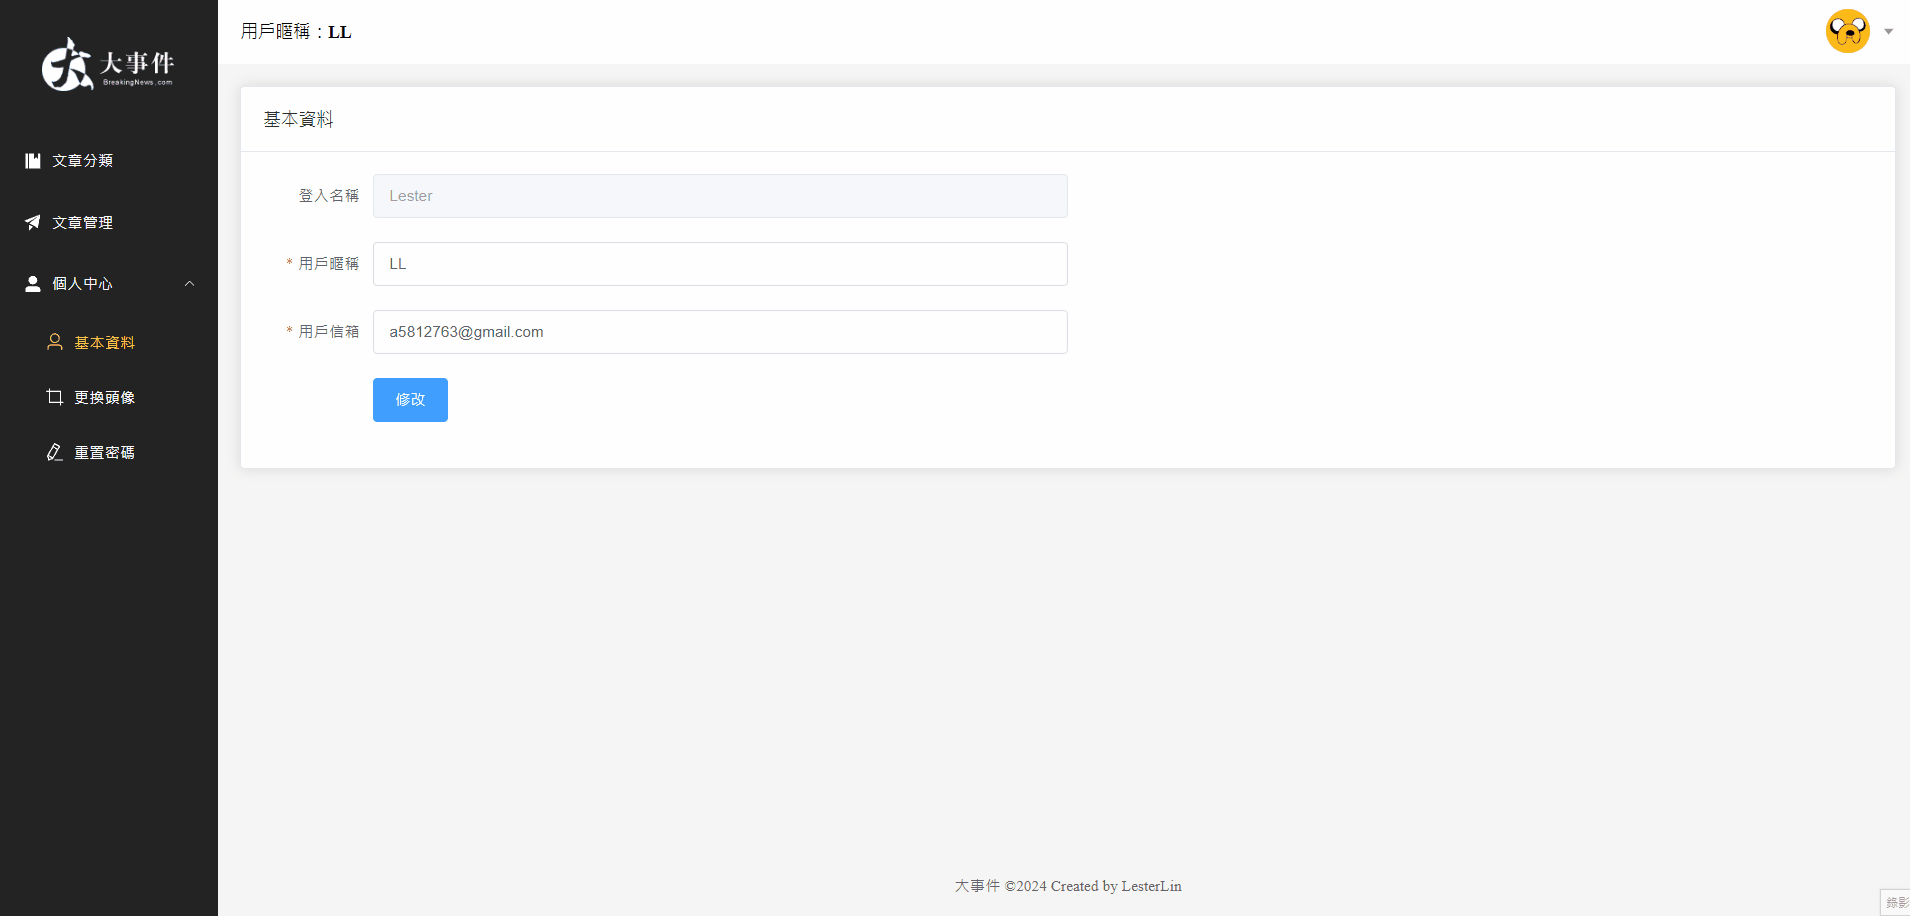 大事件
BreakingNews.com
文章分類
文章管理
個人中心
基本資料
更換頭像
重置密碼
用戶暱稱：LL
基本資料
登入名稱
Lester
* 用戶暱稱
LL
* 用戶信箱
a5812763@gmail.com
修改
大事件 ©2024 Created by LesterLin
錄影